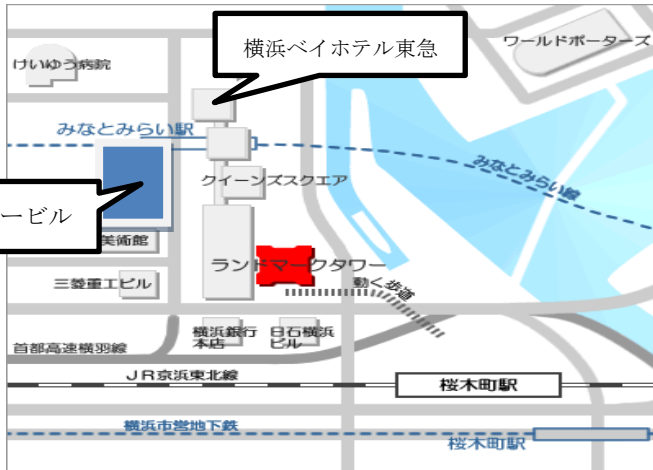 横浜ベイホテル東急
ワールドポーターズ
けいゆう病院
みなとみらい駅
みなとみらい線
クイーンズスクエア
ービル
美術館
ランドマークタワー
動く歩道
三菱重工ビル
横浜銀行
本店
日石横浜
ビル
首都高速横羽線
JR京浜東北線
桜木町駅
横浜市営地下鉄
桜木町駅